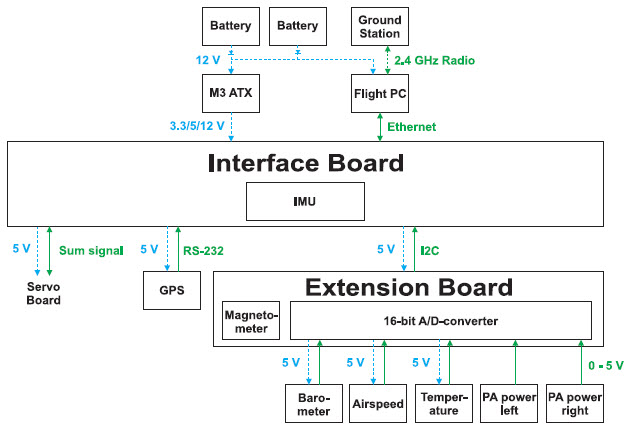 Battery
Battery
Ground
Station
12 V
2.4 GHz Radio
M3 ATX
Flight PC
3.3/5/12 V
Ethernet
Interface Board
IMU
5 V
Sum signal
5 V
RS-232
5 V
I2C
Servo
Board
GPS
Extension Board
Magneto-
meter
16-bit A/D-converter
5 V
5 V
5 V
0 - 5 V
Baro-
meter
Airspeed
Temper-
ature
PA power
left
PA power
right